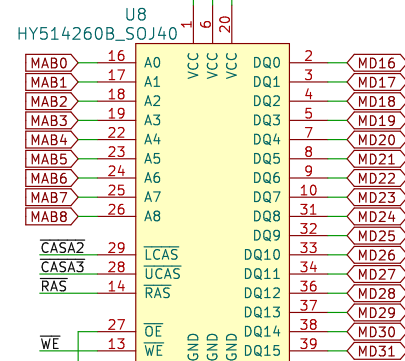 U8
HY514260B_SOJ40
1 6 20
VCC VCC VCC
MAB0 16 A0 DQ0 2 MD16
MAB1 17 A1 DQ1 3 MD17
MAB2 18 A2 DQ2 4 MD18
MAB3 19 A3 DQ3 5 MD19
MAB4 22 A4 DQ4 7 MD20
MAB5 23 A5 DQ5 8 MD21
MAB6 24 A6 DQ6 9 MD22
MAB7 25 A7 DQ7 10 MD23
MAB8 26 A8 DQ8 31 MD24
DQ9 32 MD25
CASA2 29 LCAS DQ10 33 MD26
CASA3 28 UCAS DQ11 34 MD27
RAS 14 RAS DQ12 36 MD28
DQ13 37 MD29
27 OE DQ14 38 MD30
WE 13 WE DQ15 39 MD31
GND GND GND